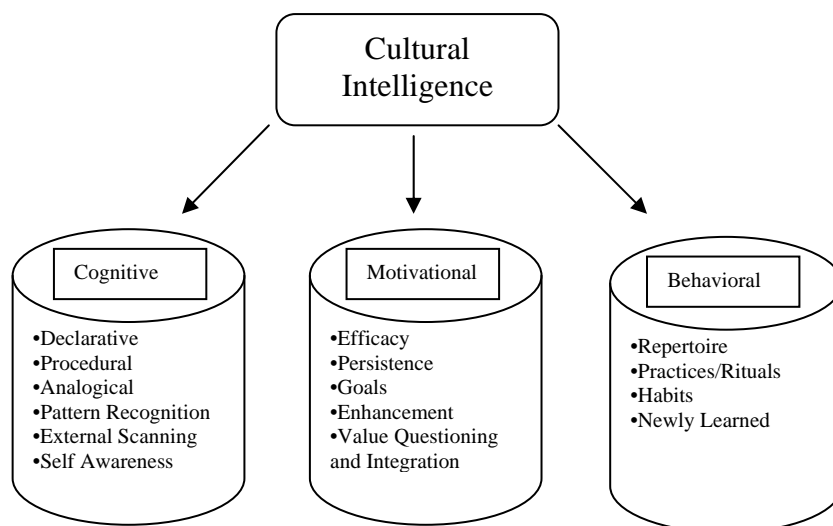 Cultural
Intelligence
Cognitive
•Declarative
•Procedural
•Analogical
•Pattern Recognition
•External Scanning
•Self Awareness
Motivational
•Efficacy
•Persistence
•Goals
•Enhancement
•Value Questioning
and Integration
Behavioral
•Repertoire
•Practices/Rituals
•Habits
•Newly Learned